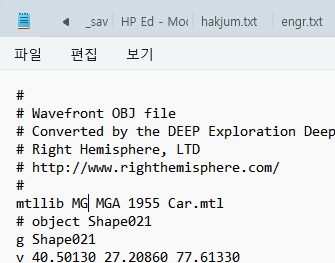 _sav HP Ed - Mod hakjum.txt engr.txt
파일 편집 보기
#
# Wavefront OBJ file
# Converted by the DEEP Exploration Deep
# Right Hemisphere, LTD
# http://www.righthemisphere.com/
#
mtllib MG MGA 1955 Car.mtl
# object Shape021
g Shape021
v 40.50130 27.20860 77.61330